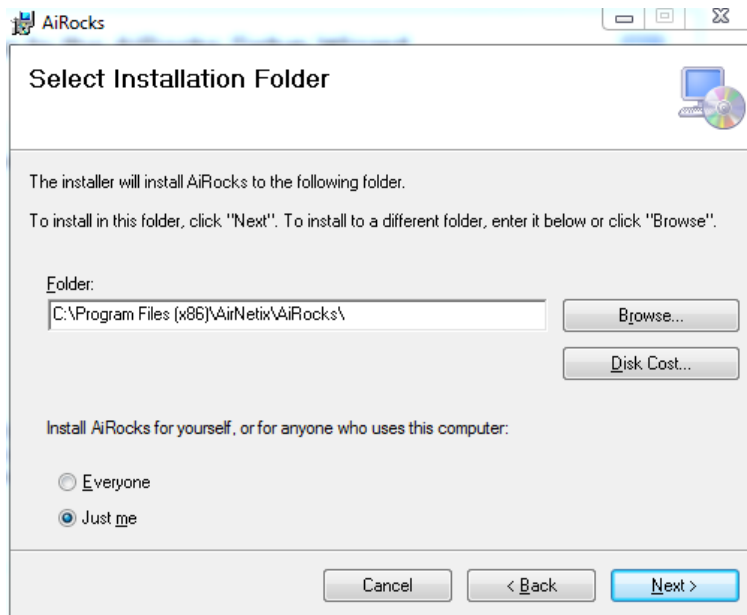 AiRocks
Select Installation Folder
The installer will install AiRocks to the following folder.
To install in this folder, click "Next". To install to a different folder, enter it below or click "Browse".
Folder:
C:\Program Files (x86)\AirNetix\AiRocks\
Browse...
Disk Cost...
Install AiRocks for yourself, or for anyone who uses this computer:
Everyone
Just me
Cancel
< Back
Next >